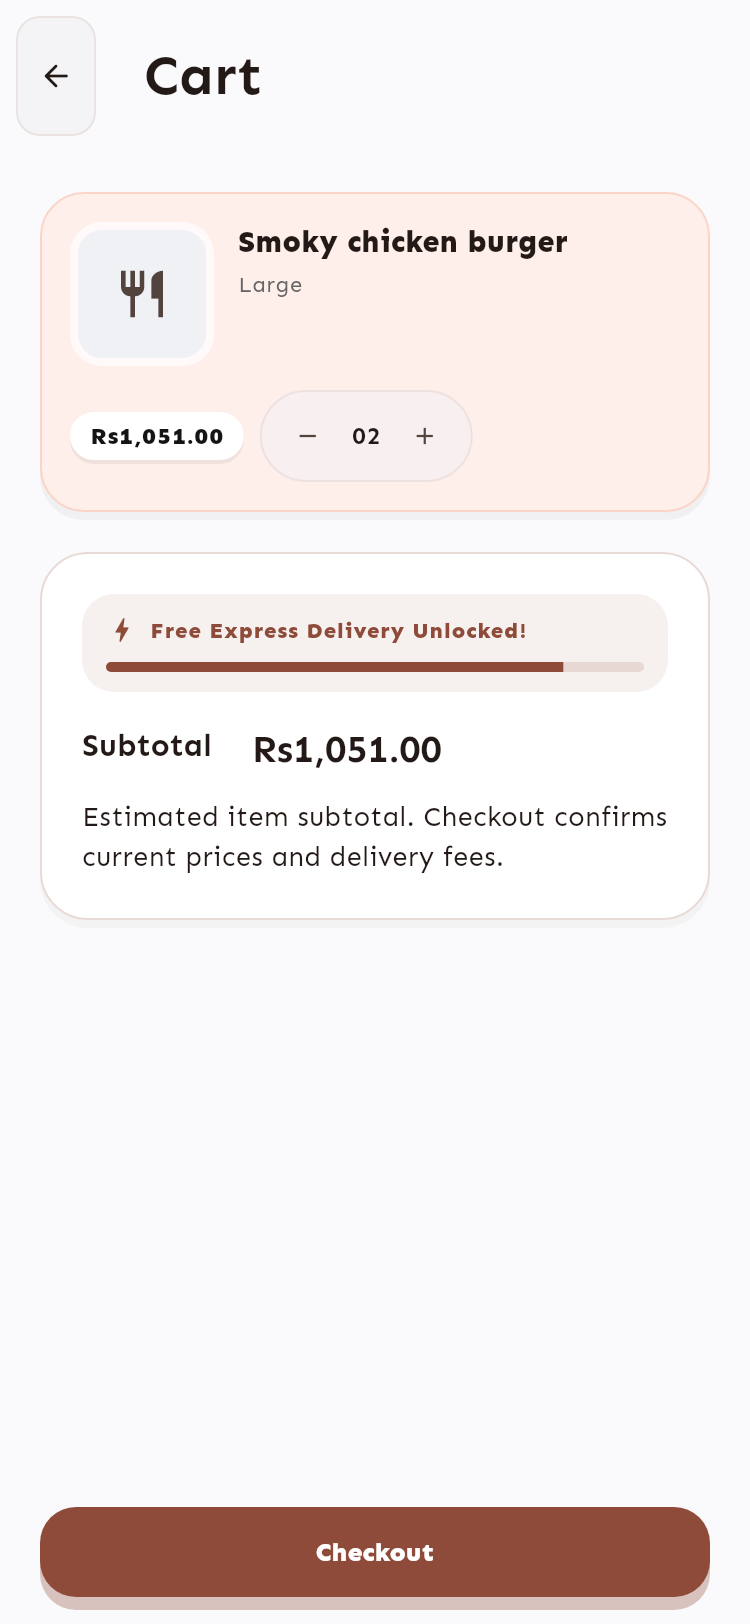 Cart
Smoky chicken burger
Large
Rs1,051.00
02
Free Express Delivery Unlocked!
Subtotal Rs1,051.00
Estimated item subtotal. Checkout confirms
current prices and delivery fees.
Checkout